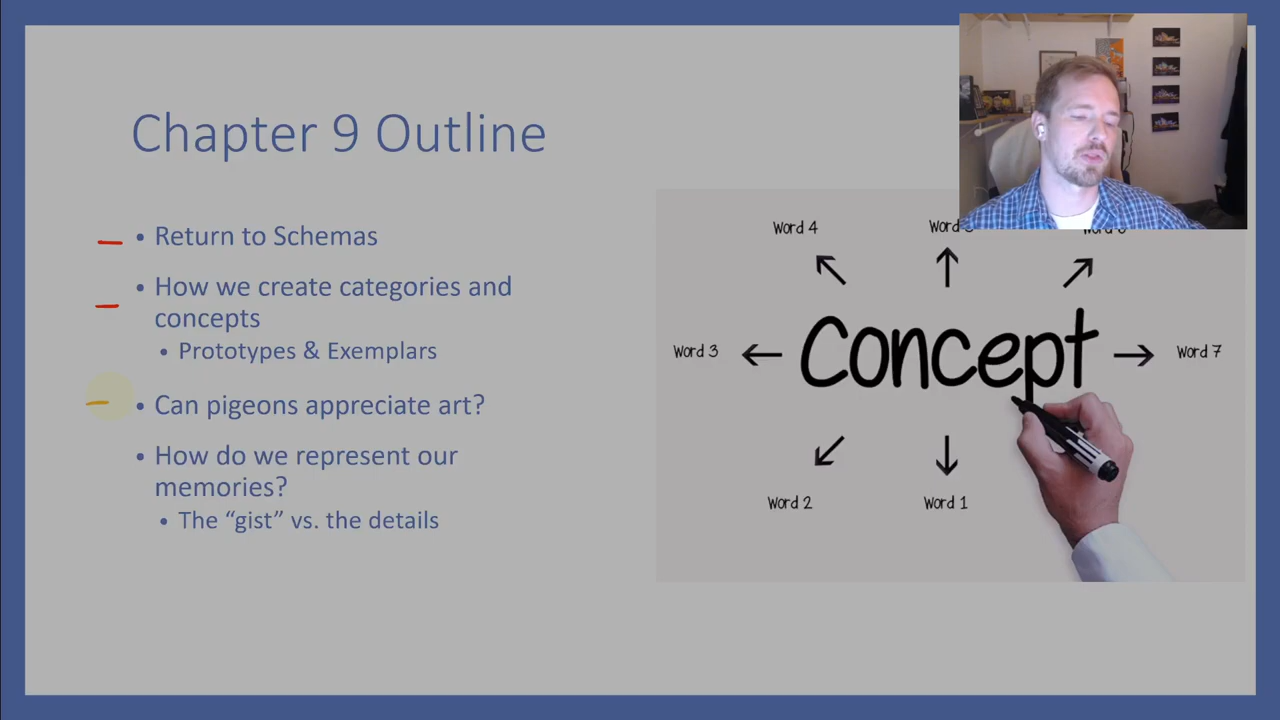 Chapter 9 Outline
• Return to Schemas
• How we create categories and
concepts
• Prototypes & Exemplars
• Can pigeons appreciate art?
• How do we represent our
memories?
• The “gist” vs. the details
Word 4
Word 3
Concept
Word 7
Word 2
Word 1